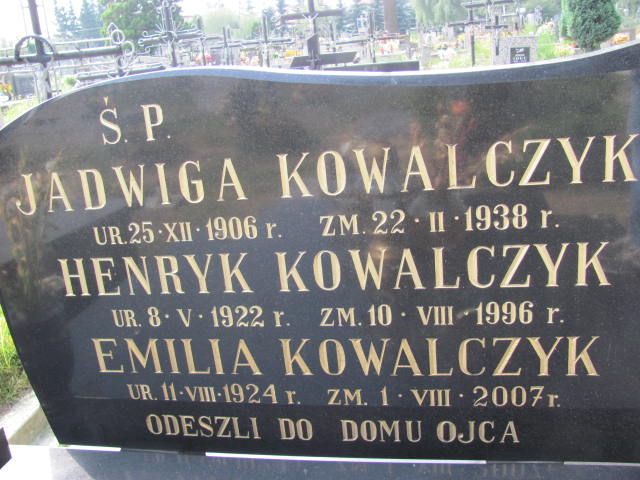 Ś.P.
JADWIGA KOWALCZYK
UR. 25·XII·1906 r. ZM. 22·II·1938 r.
HENRYK KOWALCZYK
UR. 8·V·1922 r. ZM. 10·VIII·1996 r.
EMILIA KOWALCZYK
UR. 11·VIII·1924 r. ZM. 1·VIII·2007 r.
ODESZLI DO DOMU OJCA